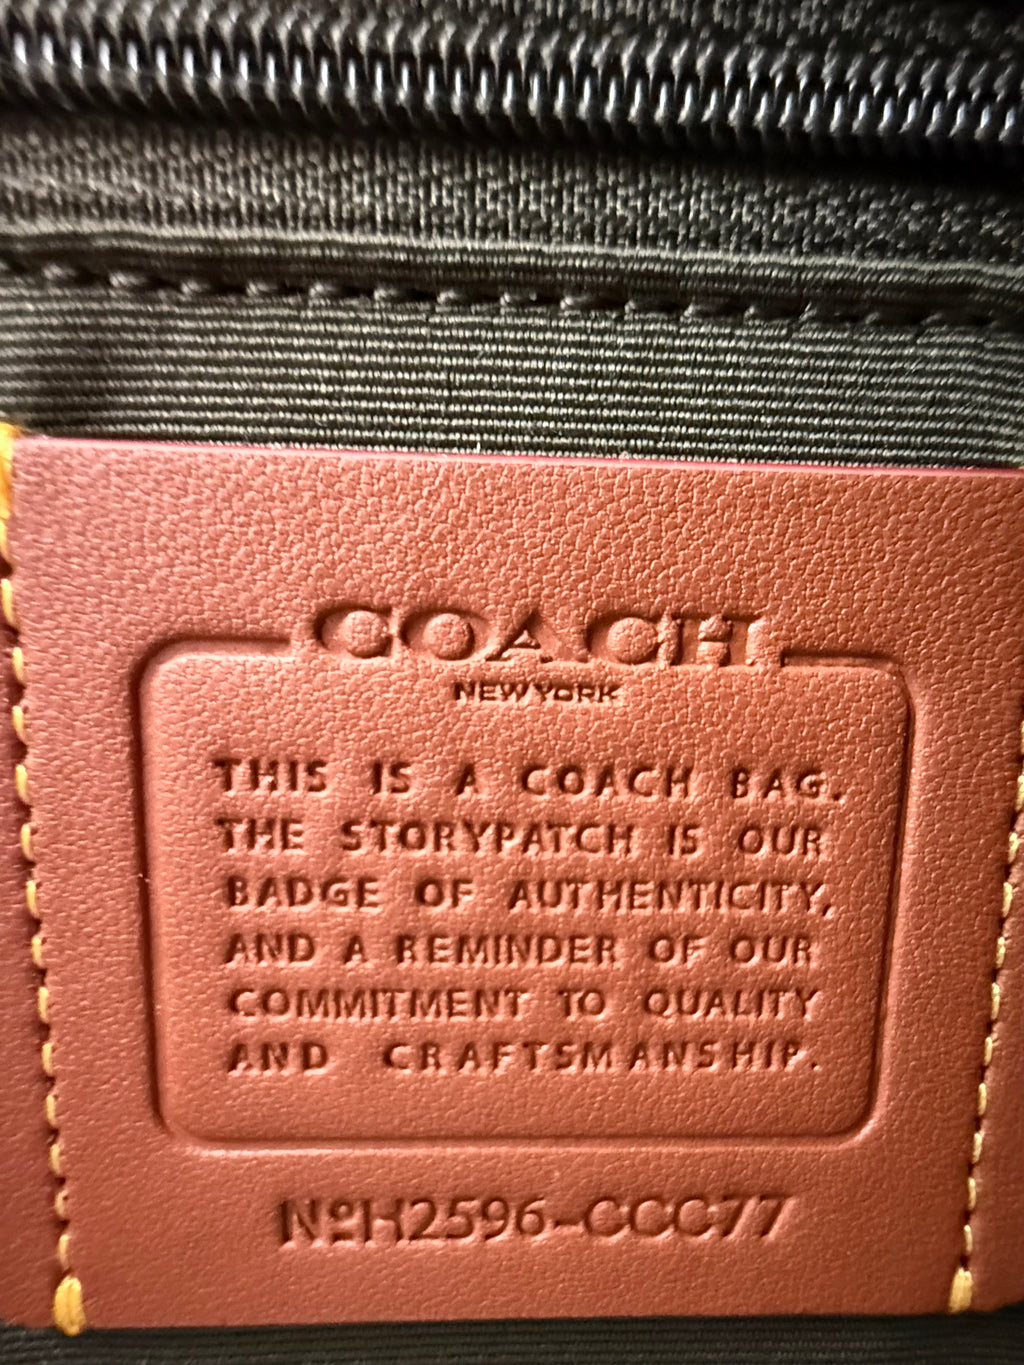 COACH
NEW YORK
THIS IS A COACH BAG.
THE STORYPATCH IS OUR
BADGE OF AUTHENTICITY,
AND A REMINDER OF OUR
COMMITMENT TO QUALITY
AND CRAFTSMANSHIP.
NºH2596-CCC77